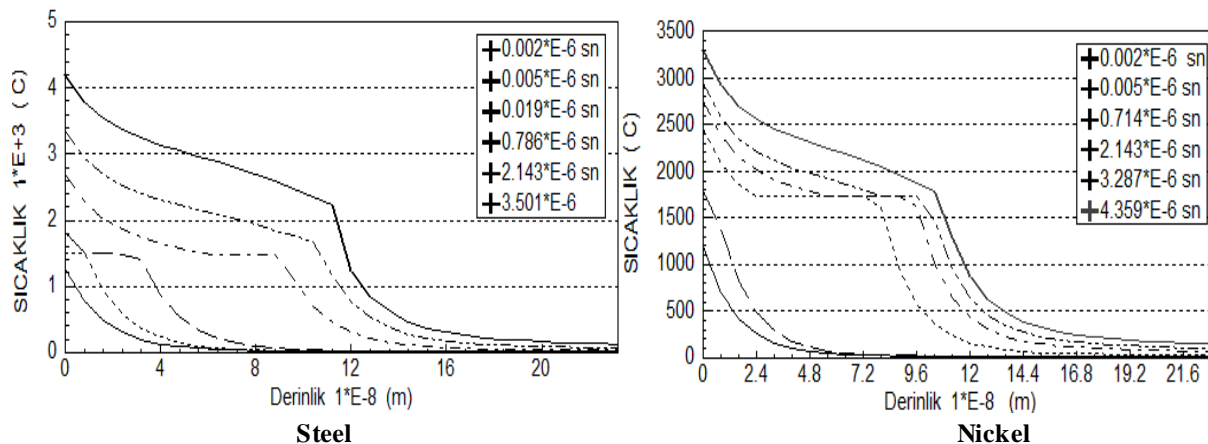 5
4
3
2
1
0
SICAKLIK 1*E+3 ( C)
0.002*E-6 sn
0.005*E-6 sn
0.019*E-6 sn
0.786*E-6 sn
2.143*E-6 sn
3.501*E-6
0 4 8 12 16 20
Derinlik 1*E-8 (m)
Steel
3500
3000
2500
2000
1500
1000
500
0
SICAKLIK ( C)
0.002*E-6 sn
0.005*E-6 sn
0.714*E-6 sn
2.143*E-6 sn
3.287*E-6 sn
4.359*E-6 sn
0 2.4 4.8 7.2 9.6 12 14.4 16.8 19.2 21.6
Derinlik 1*E-8 (m)
Nickel